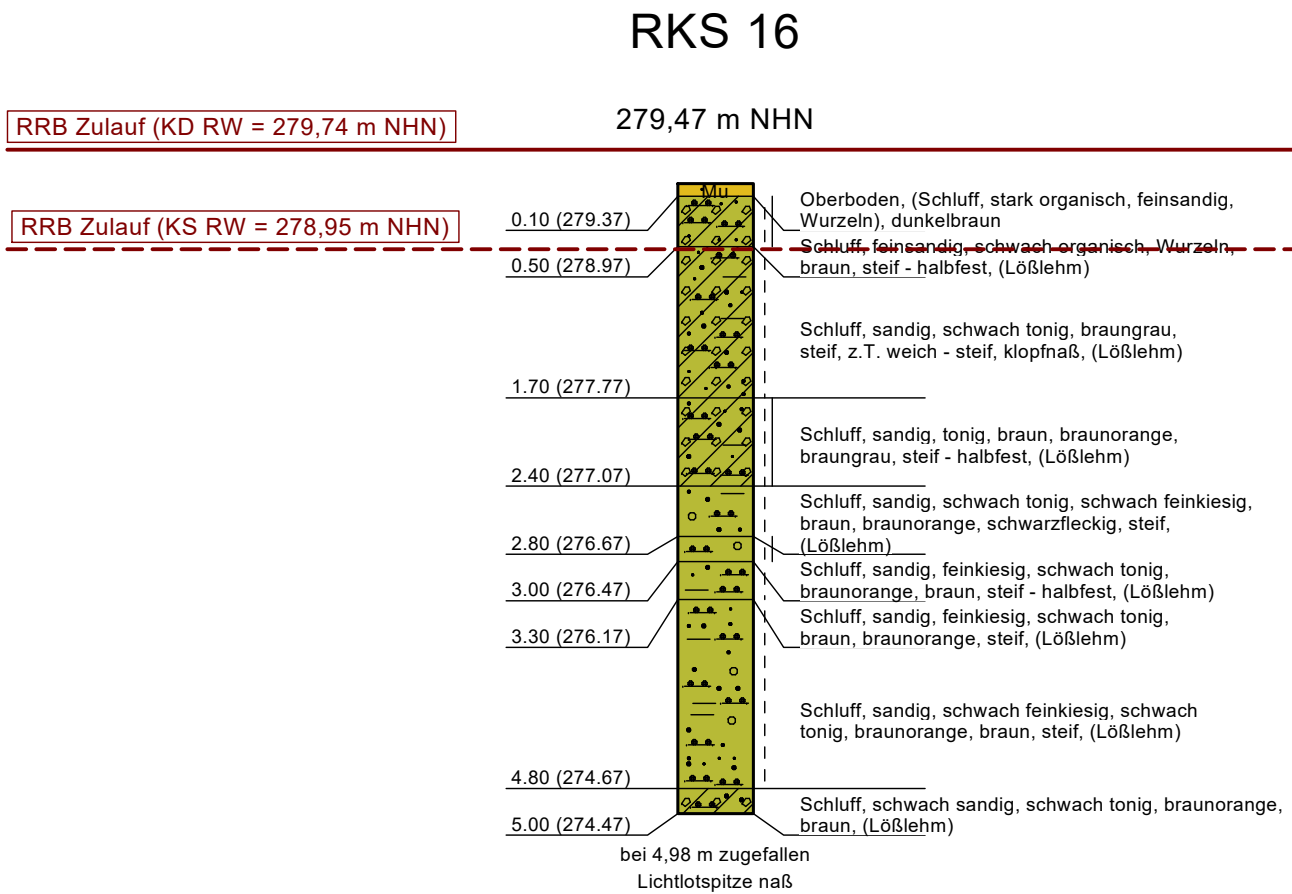 RKS 16
279,47 m NHN
RRB Zulauf (KD RW = 279,74 m NHN)
RRB Zulauf (KS RW = 278,95 m NHN)
Mu
0.10 (279.37)
Oberboden, (Schluff, stark organisch, feinsandig,
Wurzeln), dunkelbraun
0.50 (278.97)
Schluff, feinsandig, schwach organisch, Wurzeln,
braun, steif - halbfest, (Lößlehm)
1.70 (277.77)
Schluff, sandig, schwach tonig, braungrau,
steif, z.T. weich - steif, klopfnaß, (Lößlehm)
2.40 (277.07)
Schluff, sandig, tonig, braun, braunorange,
braungrau, steif - halbfest, (Lößlehm)
2.80 (276.67)
Schluff, sandig, schwach tonig, schwach feinkiesig,
braun, braunorange, schwarzfleckig, steif,
(Lößlehm)
3.00 (276.47)
Schluff, sandig, feinkiesig, schwach tonig,
braunorange, braun, steif - halbfest, (Lößlehm)
3.30 (276.17)
Schluff, sandig, feinkiesig, schwach tonig,
braun, braunorange, steif, (Lößlehm)
4.80 (274.67)
Schluff, sandig, schwach feinkiesig, schwach
tonig, braunorange, braun, steif, (Lößlehm)
5.00 (274.47)
Schluff, schwach sandig, schwach tonig, braunorange,
braun, (Lößlehm)
bei 4,98 m zugefallen
Lichtlotspitze naß